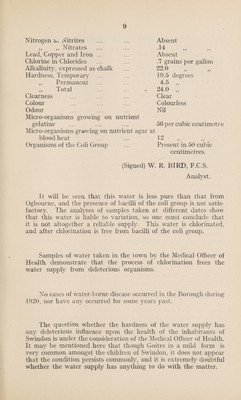 9
Nitrogen as Nitrites ... ... Absent
,, ,, Nitrates ... ... .14 ,, ,,
Lead, Copper and Iron ... ... Absent
Chlorine in Chlorides ... ... .7 grains per gallon
Alkalinity, expressed as chalk ... 22.0 ,, ,,
Hardness, Temporary ... ... 19.5 degrees
,, Permanent ... ... 4.5 ,,
,, Total ... 24.0 ,,
Clearness ... ... Clear
Colour ... ... Colourless
Odour ... ... Nil
Micro-organisms growing on nutrient
gelatine ... ... 56 per cubic centimetre
Micro-organisms growing on nutrient agar at
blood heat ... ... 12 ,, ,,
Organisms of the Coli Group ... Present in 50 cubic
centimetres.
(Signed) W. R. BIRD, F.C.S.
Analyst.
It will be seen that this water is less pure than that from
Ogbourne, and the presence of bacilli of the coli group is not satis-
factory. The analyses of samples taken at different dates show
that this water is liable to variation, so one must conclude that
it is not altogether a reliable supply. This water is chlorinated,
and after chlorination is free from bacilli of the coli group.
Samples of water taken in the town by the Medical Officer of
Health demonstrate that the process of chlorination frees the
water supply from deleterious organisms.
No cases of water-borne disease occurred in the Borough during
1920, nor have any occurred for some years past.
The question whether the hardness of the water supply has
any deleterious influence upon the health of the inhabitants of
Swindon is under the consideration of the Medical Officer of Health.
It may be mentioned here that though Goitre in a mild form is
very common amongst the children of Swindon, it does not appear
that the condition persists commonly, and it is extremely doubtful
whether the water supply has anything to do with the matter.